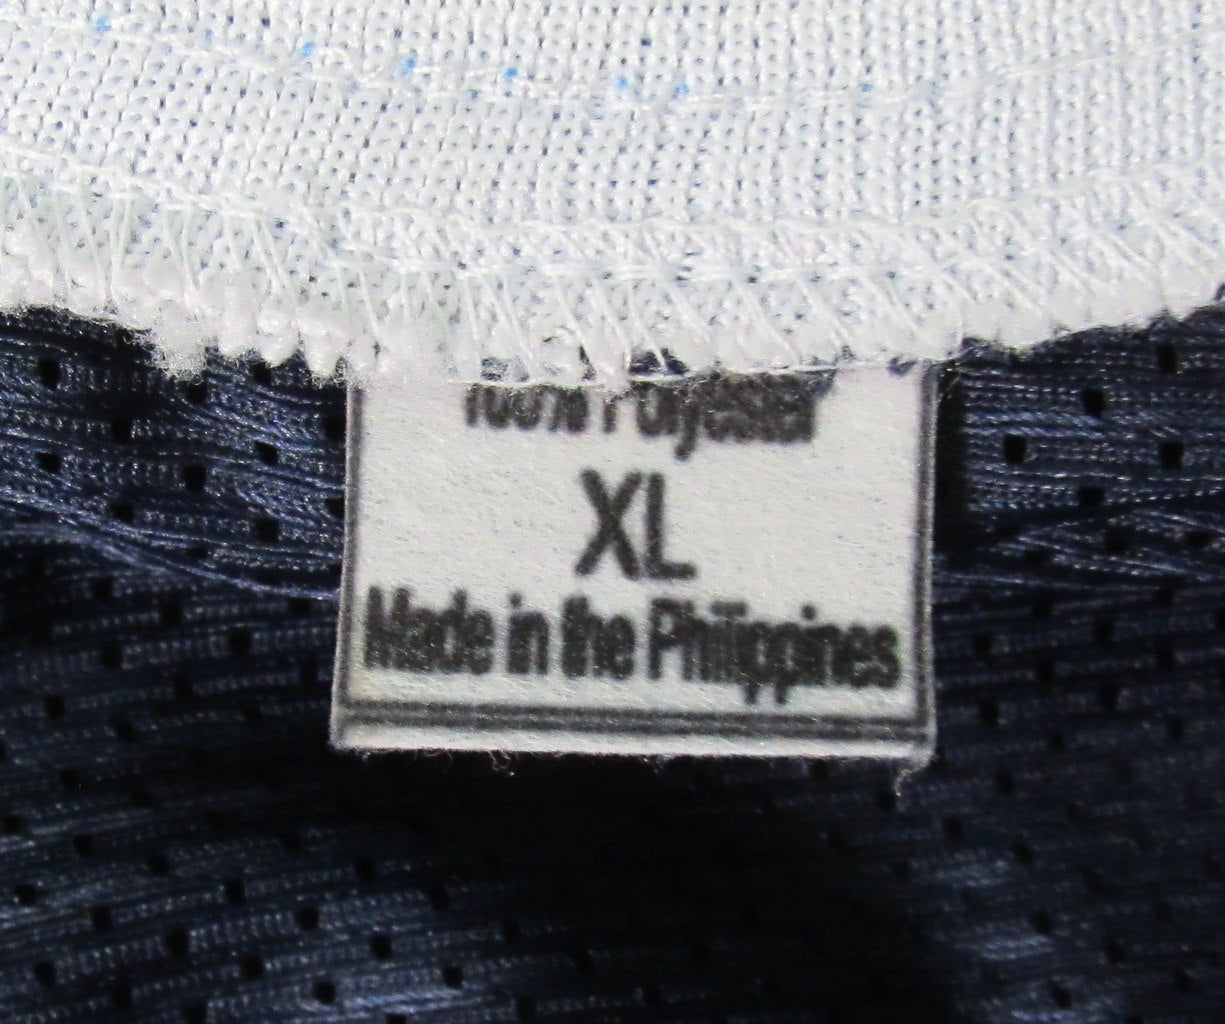 100% Polyester
XL
Made in the Philippines